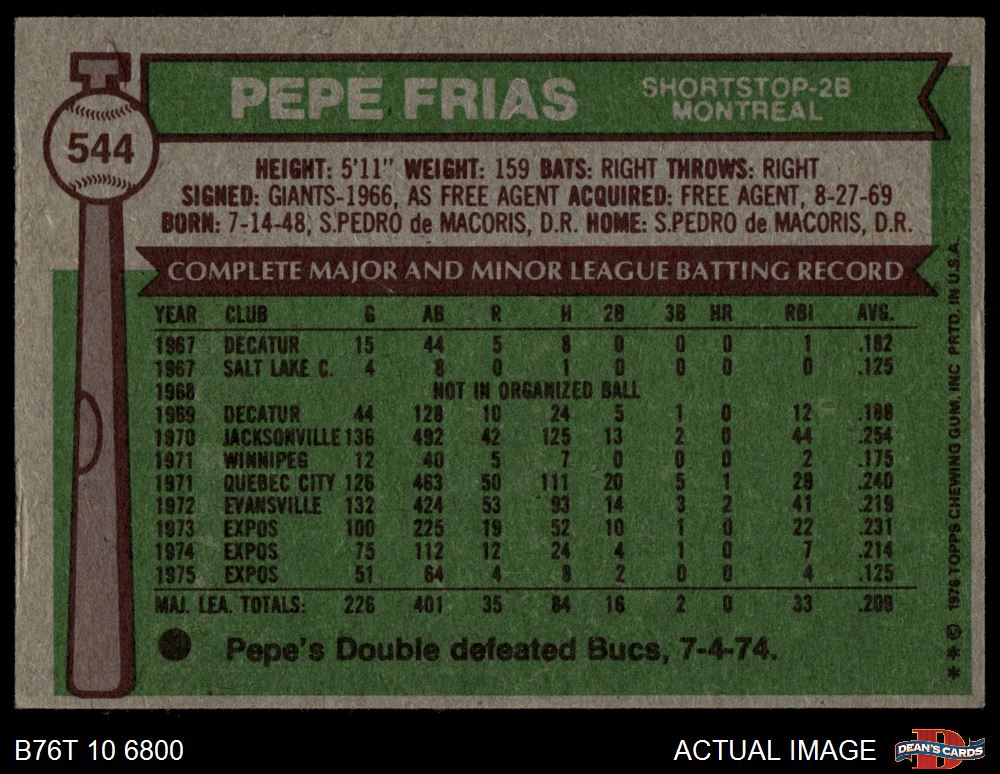 PEPE FRIAS
SHORTSTOP-2B
MONTREAL
544
HEIGHT: 5'11" WEIGHT: 159 BATS: RIGHT THROWS: RIGHT
SIGNED: GIANTS-1966, AS FREE AGENT ACQUIRED: FREE AGENT, 8-27-69
BORN: 7-14-48, S.PEDRO de MACORIS, D.R. HOME: S.PEDRO de MACORIS, D.R.
COMPLETE MAJOR AND MINOR LEAGUE BATTING RECORD
YEAR CLUB G AB R H 2B 3B HR RBI AVG.
1967 DECATUR 15 44 5 8 0 0 0 1 .182
1967 SALT LAKE C. 4 8 0 1 0 0 0 0 .125
1968 NOT IN ORGANIZED BALL
1969 DECATUR 44 128 10 24 5 1 0 12 .188
1970 JACKSONVILLE 136 492 42 125 13 2 0 44 .254
1971 WINNIPEG 12 40 5 7 0 0 0 2 .175
1971 QUEBEC CITY 126 463 50 111 20 5 1 29 .240
1972 EVANSVILLE 132 424 53 93 14 3 2 41 .219
1973 EXPOS 100 225 19 52 10 1 0 22 .231
1974 EXPOS 75 112 12 24 4 1 0 7 .214
1975 EXPOS 51 64 4 8 2 0 0 4 .125
MAJ. LEA. TOTALS: 226 401 35 84 16 2 0 33 .209
Pepe's Double defeated Bucs, 7-4-74.
* * © 1976 TOPPS CHEWING GUM, INC PRTD. IN U.S.A.
B76T 10 6800
ACTUAL IMAGE
DEAN'S CARDS